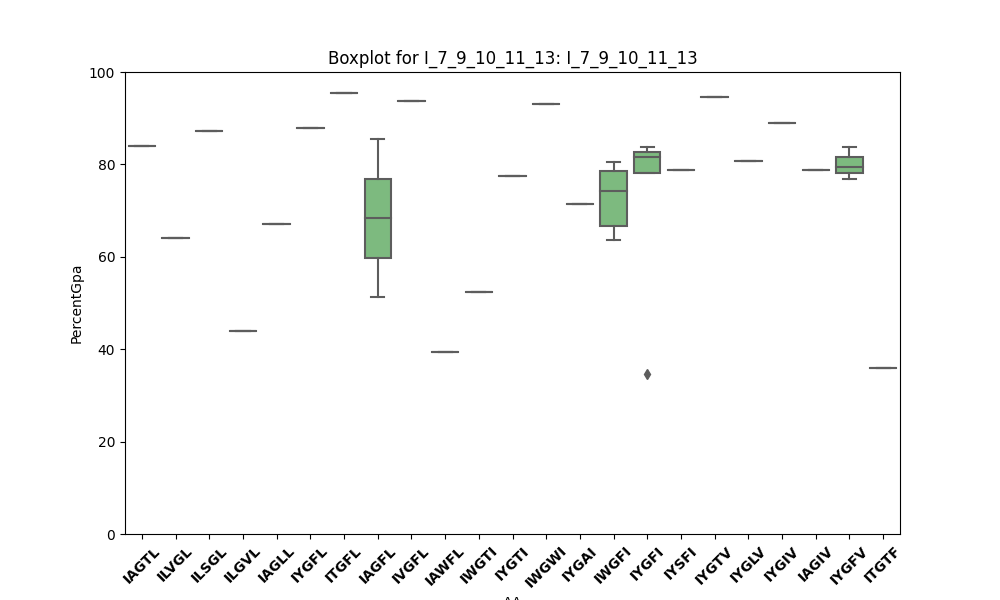 Boxplot for I_7_9_10_11_13: I_7_9_10_11_13
100
80
60
40
20
0
PercentGpa
IAGTL ILVGL ILSGL ILGVL IAGLL IYGFL ITGFL IAGFL IVGFL IAWFL IWGTI IYGTI IWGWI IYGAI IWGFI IYGFI IYSFI IYGTV IYGLV IYGIV IAGIV IYGFV ITGTF